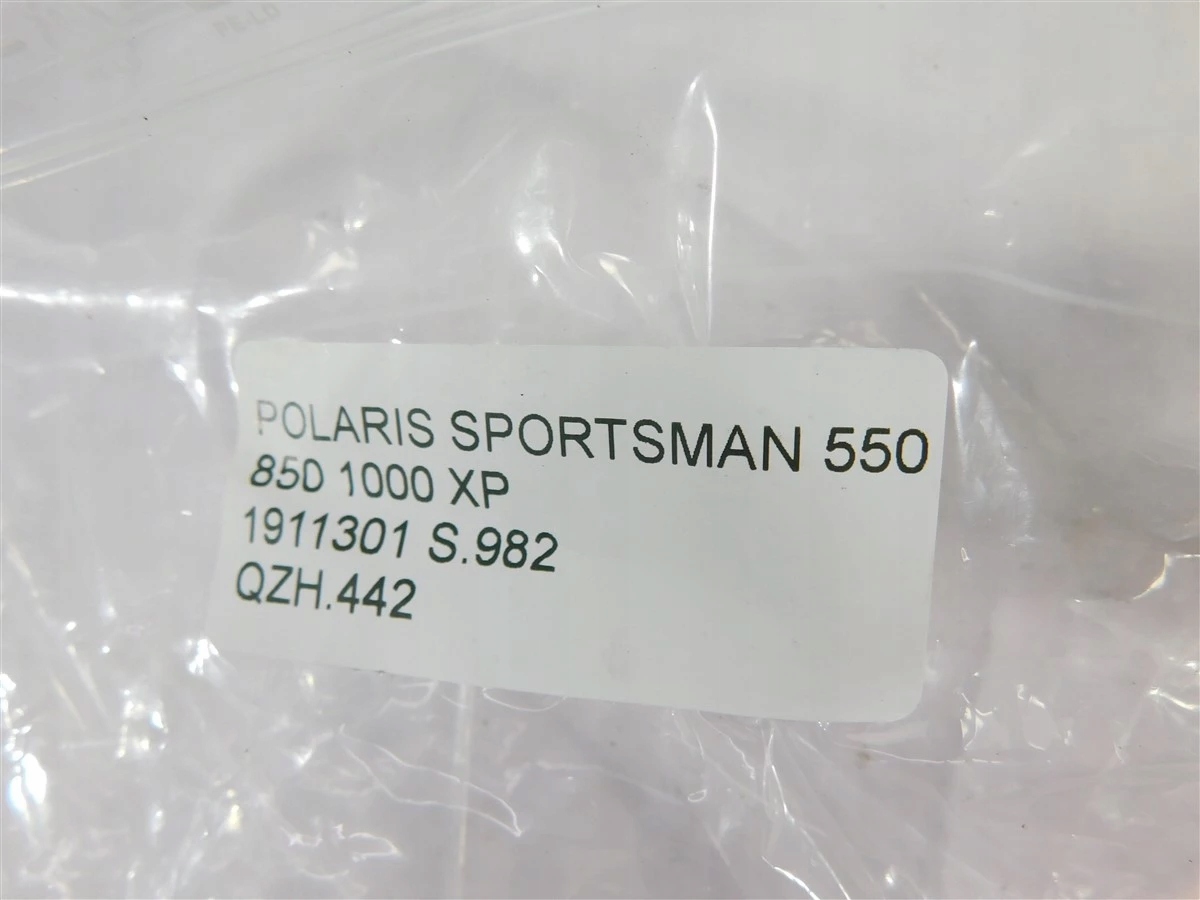 POLARIS SPORTSMAN 550
850 1000 XP
1911301 S.982
QZH.442